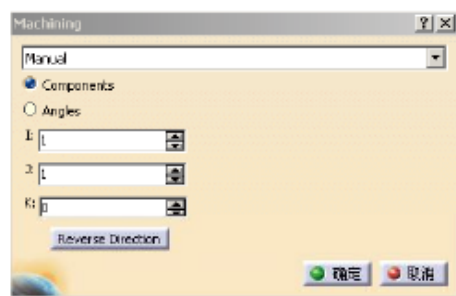 Machining
Manual
Components
Angles
I: 1
J: 1
K: 0
Reverse Direction
确定 取消